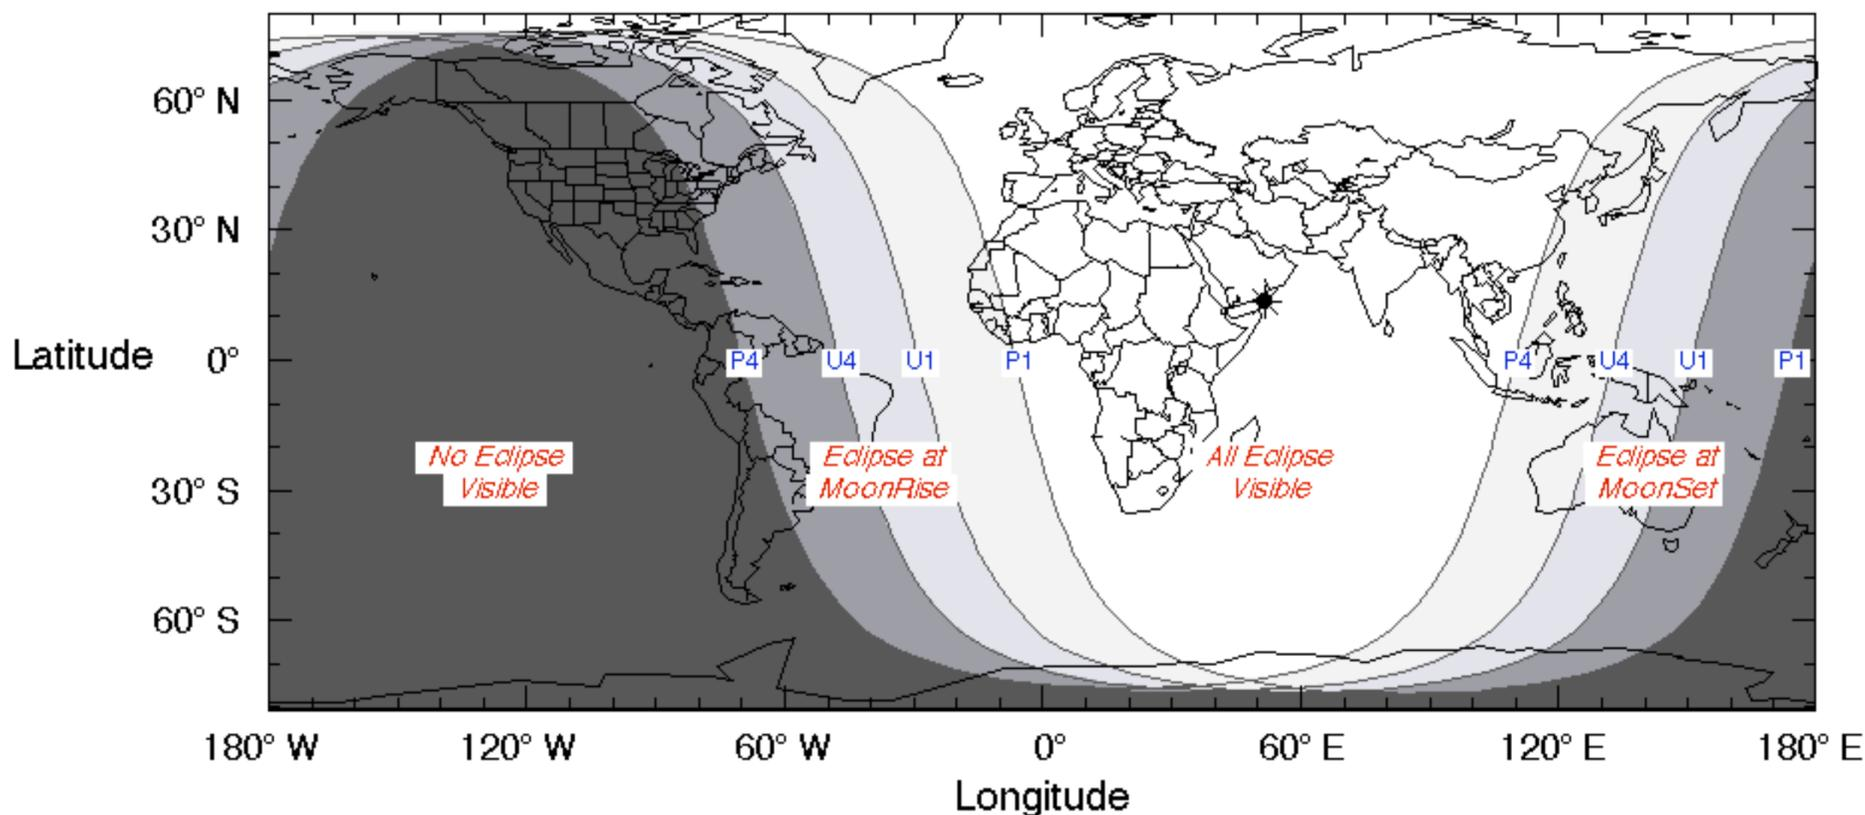 60° N
30° N
Latitude 0°
P4 U4 U1 P1 P4 U4 U1 P1
No Eclipse Visible
Eclipse at MoonRise
All Eclipse Visible
Eclipse at MoonSet
30° S
60° S
180° W 120° W 60° W 0° 60° E 120° E 180° E
Longitude